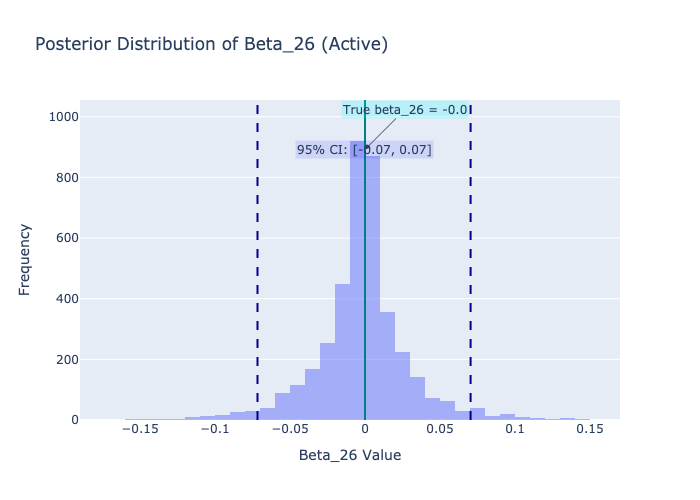 Posterior Distribution of Beta_26 (Active)
True beta_26 = -0.0
95% CI: [-0.07, 0.07]
1000
800
600
400
200
0
Frequency
−0.15
−0.1
−0.05
0
0.05
0.1
0.15
Beta_26 Value